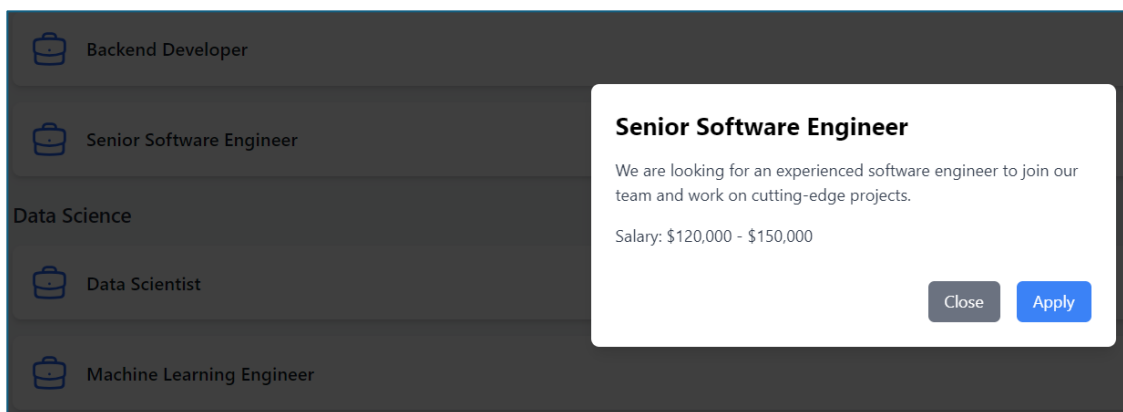 Backend Developer
Senior Software Engineer
Data Science
Data Scientist
Machine Learning Engineer
Senior Software Engineer
We are looking for an experienced software engineer to join our
team and work on cutting-edge projects.
Salary: $120,000 - $150,000
Close
Apply